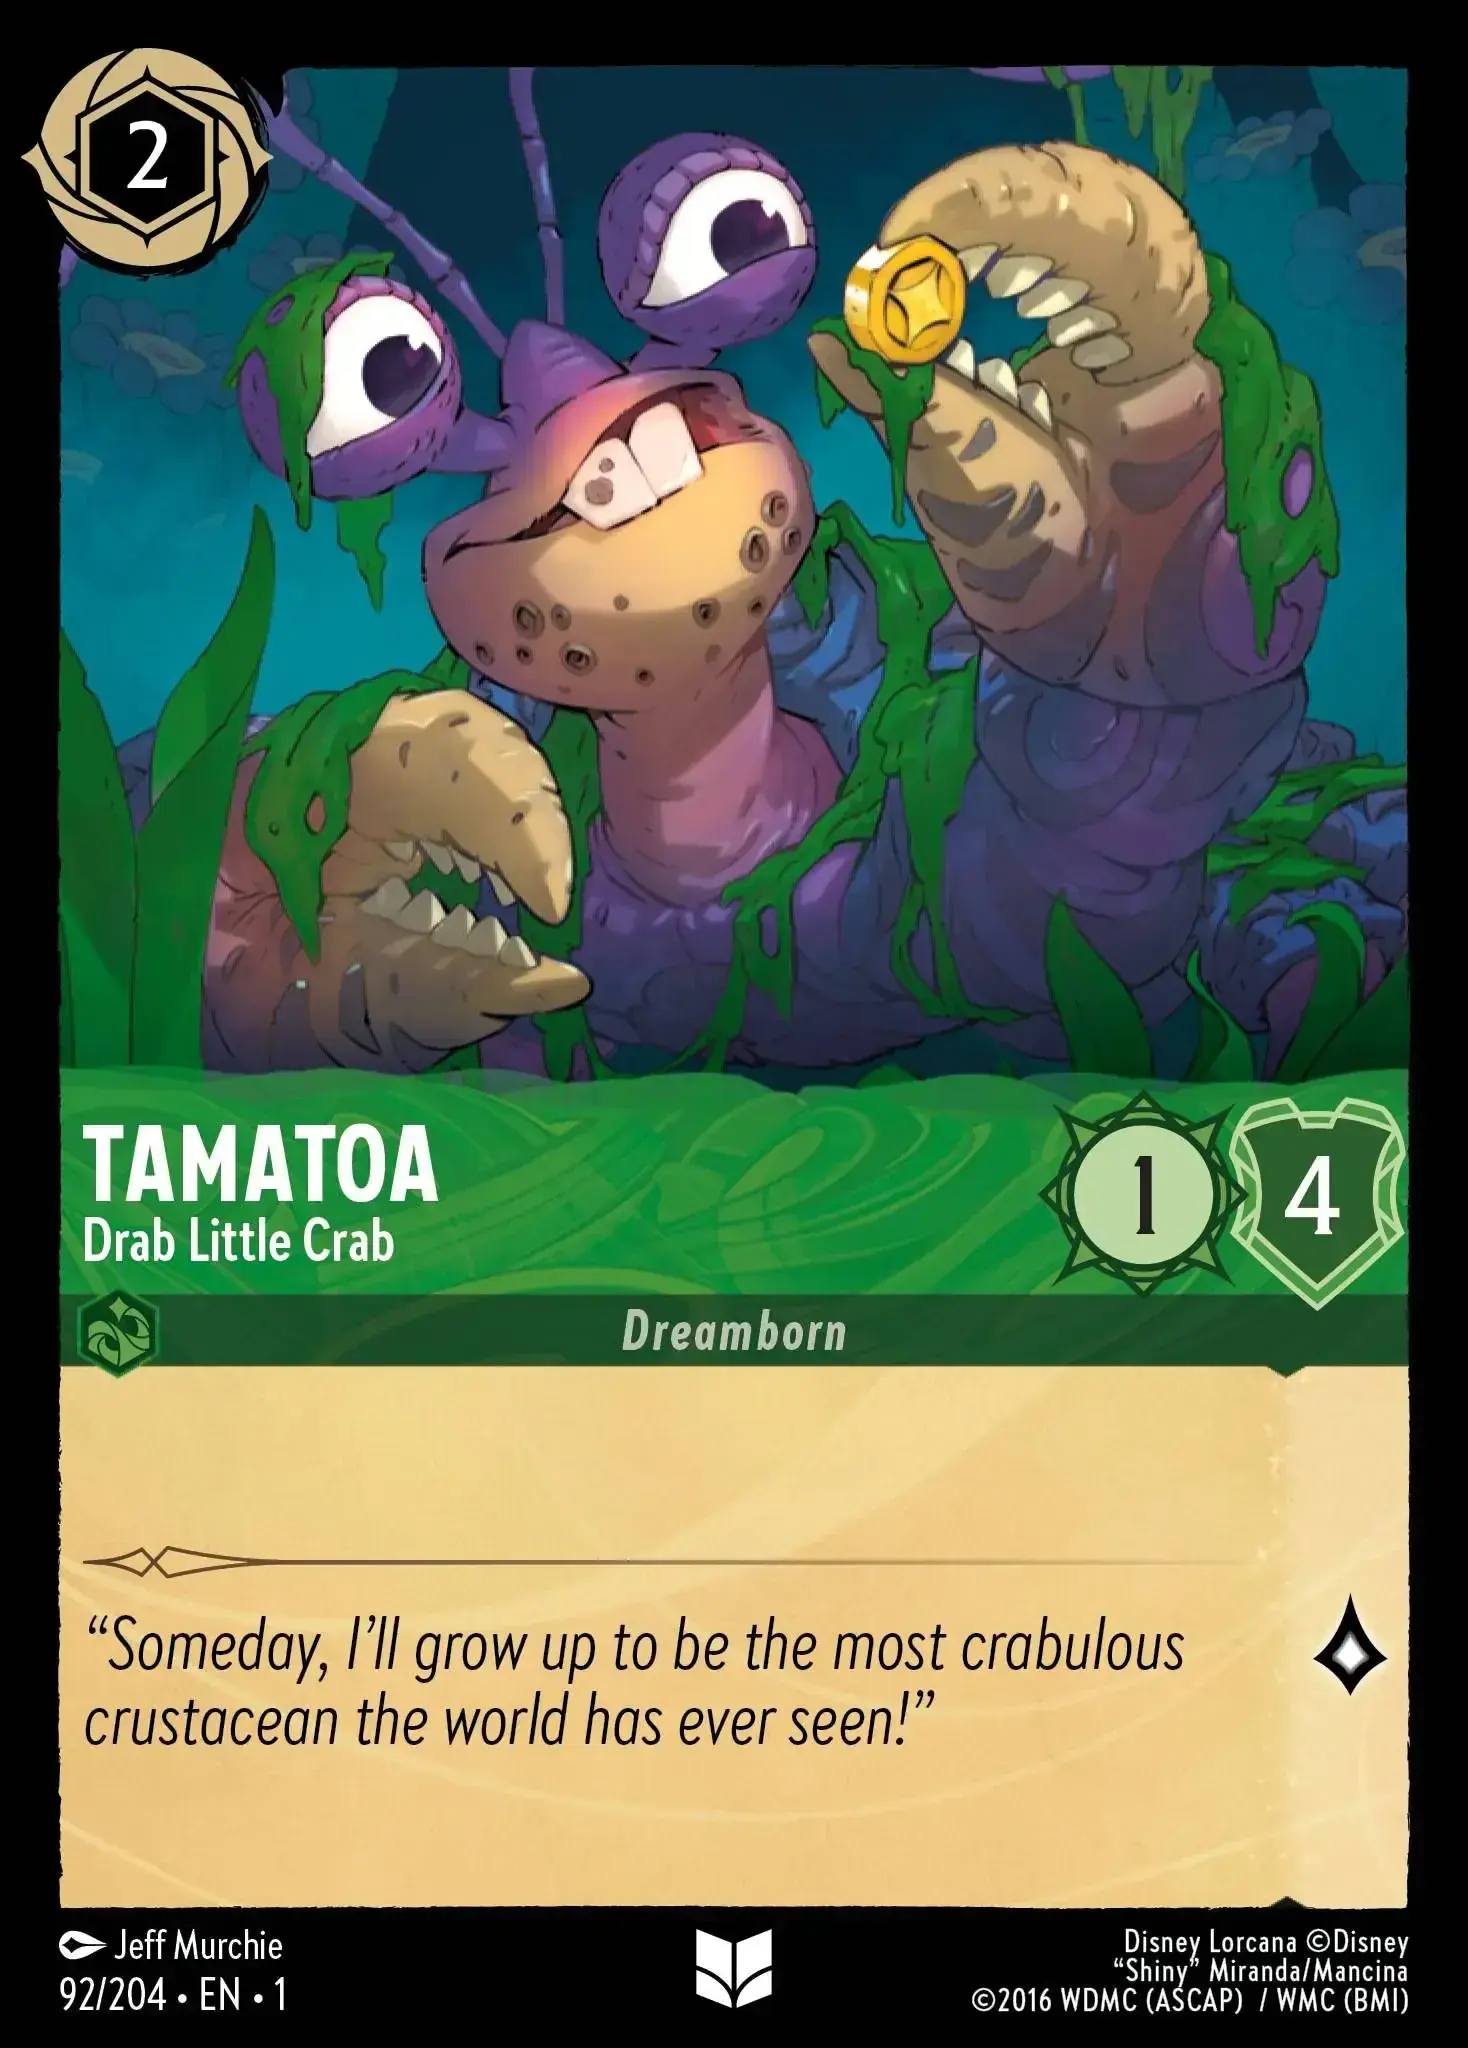 2
TAMATOA
Drab Little Crab
1
4
Dreamborn
“Someday, I’ll grow up to be the most crabulous
crustacean the world has ever seen!”
Jeff Murchie
92/204 • EN • 1
Disney Lorcana ©Disney
“Shiny” Miranda/Mancina
©2016 WDMC (ASCAP) / WMC (BMI)